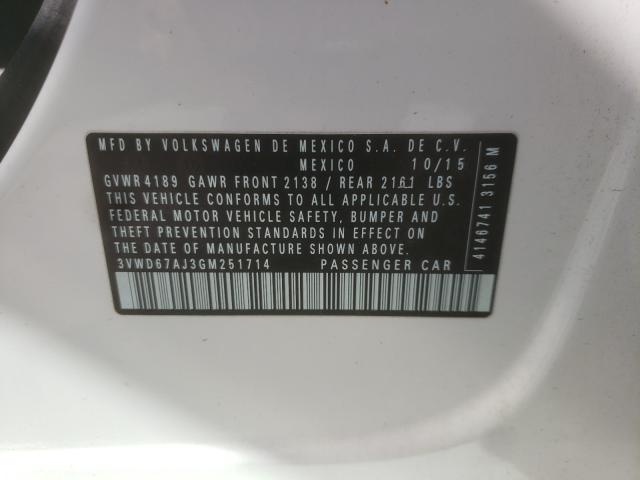 MFD BY VOLKSWAGEN DE MEXICO S.A. DE C.V.
MEXICO 10/15
GVWR 4189 GAWR FRONT 2138 / REAR 2161 LBS
THIS VEHICLE CONFORMS TO ALL APPLICABLE U.S.
FEDERAL MOTOR VEHICLE SAFETY, BUMPER AND
THEFT PREVENTION STANDARDS IN EFFECT ON
THE DATE OF MANUFACTURE SHOWN ABOVE.
3VWD67AJ3GM251714 PASSENGER CAR
4146741 3156 M